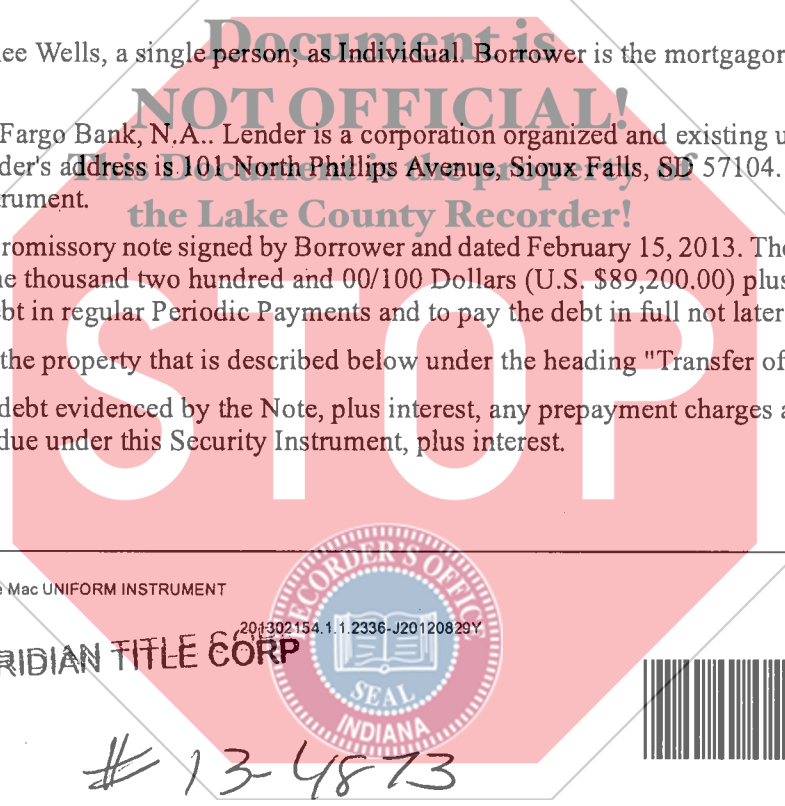 Document is
ee Wells, a single person; as Individual. Borrower is the mortgagor
NOT OFFICIAL!
Fargo Bank, N.A.. Lender is a corporation organized and existing u
der's address is 101 North Phillips Avenue, Sioux Falls, SD 57104.
This Document is the property of
rument.
the Lake County Recorder!
romissory note signed by Borrower and dated February 15, 2013. The
ne thousand two hundred and 00/100 Dollars (U.S. $89,200.00) plus
bt in regular Periodic Payments and to pay the debt in full not later
the property that is described below under the heading "Transfer of
debt evidenced by the Note, plus interest, any prepayment charges a
due under this Security Instrument, plus interest.
STOP
e Mac UNIFORM INSTRUMENT
201302154.1.1.2336-J20120829Y
RIDIAN TITLE CORP
RECORDER'S OFFICE
SEAL
INDIANA
# 13-4873